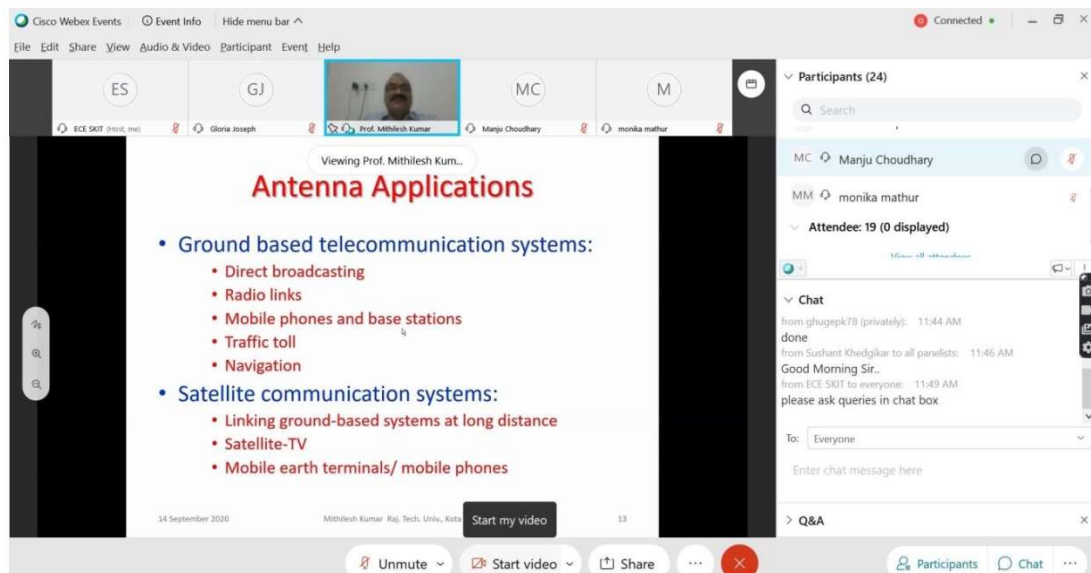 Cisco Webex Events Event Info Hide menu bar Connected
File Edit Share View Audio & Video Participant Event Help
ES GJ MC M
ECE SKIT (Host, me) Gloria Joseph Prof. Mithilesh Kumar Manju Choudhary monika mathur
Viewing Prof. Mithilesh Kum...
Antenna Applications
• Ground based telecommunication systems:
• Direct broadcasting
• Radio links
• Mobile phones and base stations
• Traffic toll
• Navigation
• Satellite communication systems:
• Linking ground-based systems at long distance
• Satellite-TV
• Mobile earth terminals/ mobile phones
14 September 2020 Mithilesh Kumar Raj. Tech. Univ., Kota 13
Start my video
Participants (24)
Search
MC Manju Choudhary
MM monika mathur
Attendee: 19 (0 displayed)
View all attendees
Chat
from ghugepk78 (privately): 11:44 AM
done
from Sushant Khedgikar to all panelists: 11:46 AM
Good Morning Sir..
from ECE SKIT to everyone: 11:49 AM
please ask queries in chat box
To: Everyone
Enter chat message here
Q&A
Unmute Start video Share ... Participants Chat ...